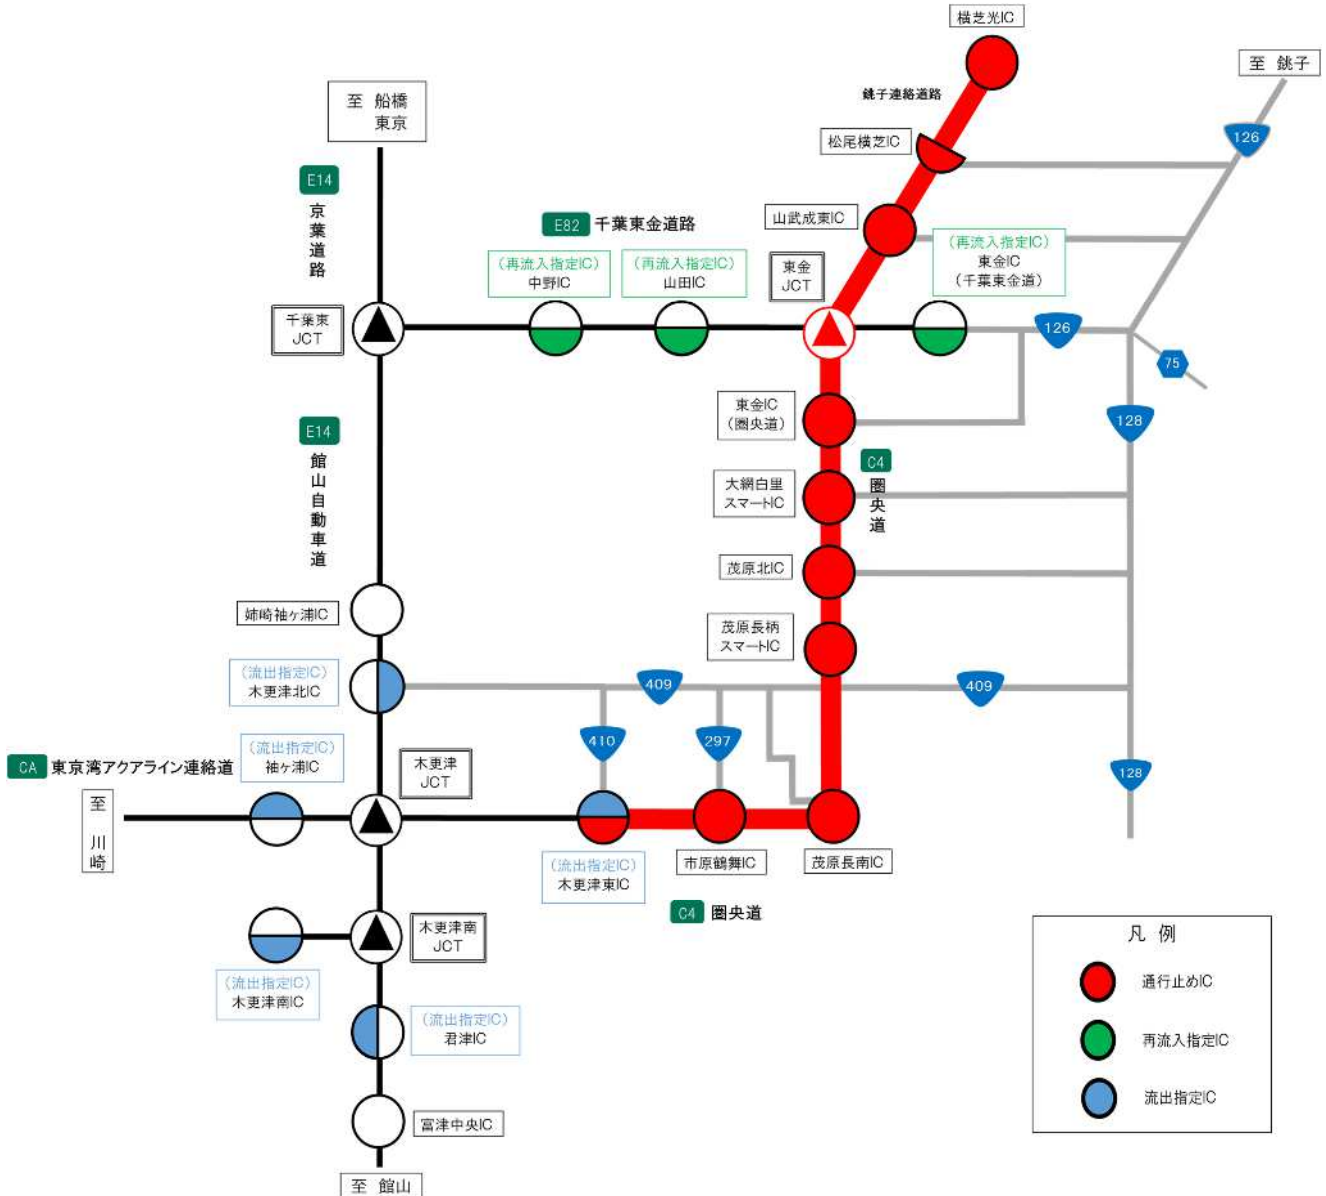 横芝光IC
至 銚子
銚子連絡道路
至 船橋
東京
126
松尾横芝IC
E14
京葉道路
山武成東IC
E82 千葉東金道路
(再流入指定IC)
中野IC
(再流入指定IC)
山田IC
東金
JCT
(再流入指定IC)
東金IC
(千葉東金道)
千葉東
JCT
126
75
東金IC
(圏央道)
128
E14
館山自動車道
C4
圏央道
大網白里
スマートIC
茂原北IC
姉崎袖ヶ浦IC
茂原長柄
スマートIC
(流出指定IC)
木更津北IC
409
409
410
297
CA 東京湾アクアライン連絡道
(流出指定IC)
袖ヶ浦IC
木更津
JCT
128
至
川崎
(流出指定IC)
木更津東IC
市原鶴舞IC
茂原長南IC
C4 圏央道
木更津南
JCT
(流出指定IC)
木更津南IC
(流出指定IC)
君津IC
富津中央IC
至 館山
凡 例
通行止めIC
再流入指定IC
流出指定IC